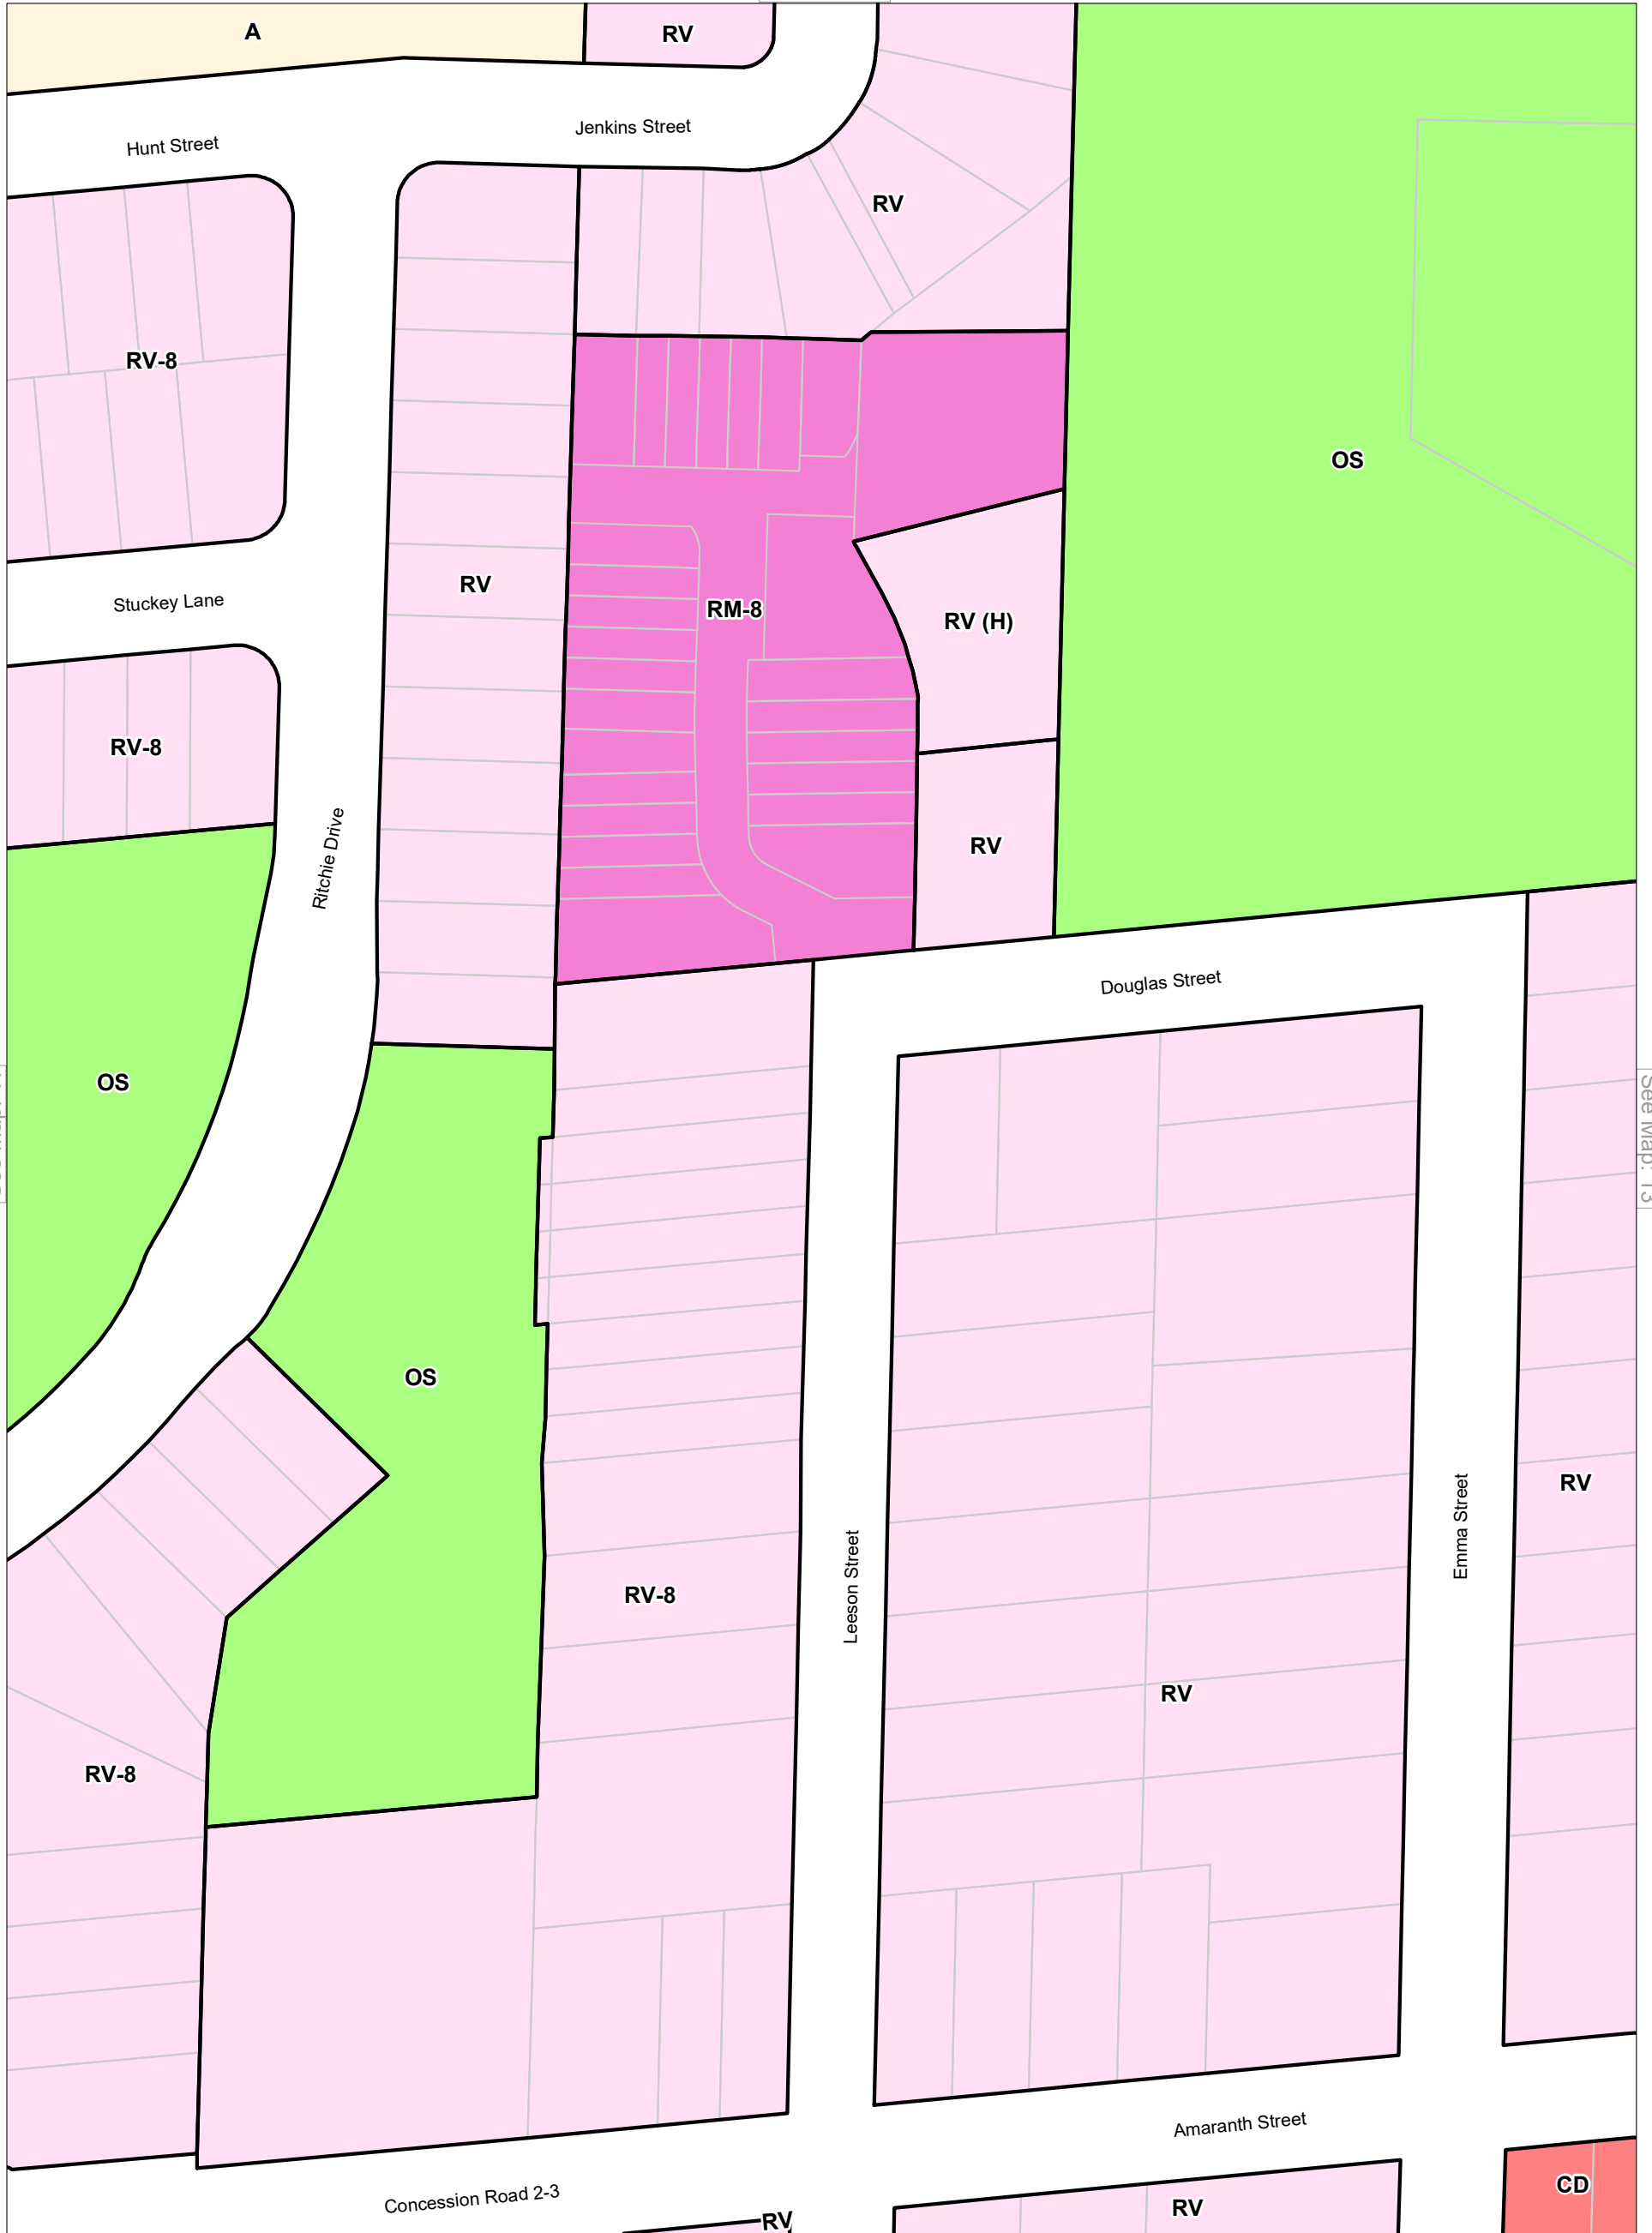 A
RV
Jenkins Street
Hunt Street
RV
RV-8
OS
RV
Stuckey Lane
RM-8
RV (H)
RV-8
Ritchie Drive
RV
Douglas Street
OS
See Map: 13
OS
RV
Emma Street
Leeson Street
RV-8
RV
RV-8
Amaranth Street
CD
Concession Road 2-3
RV
RV